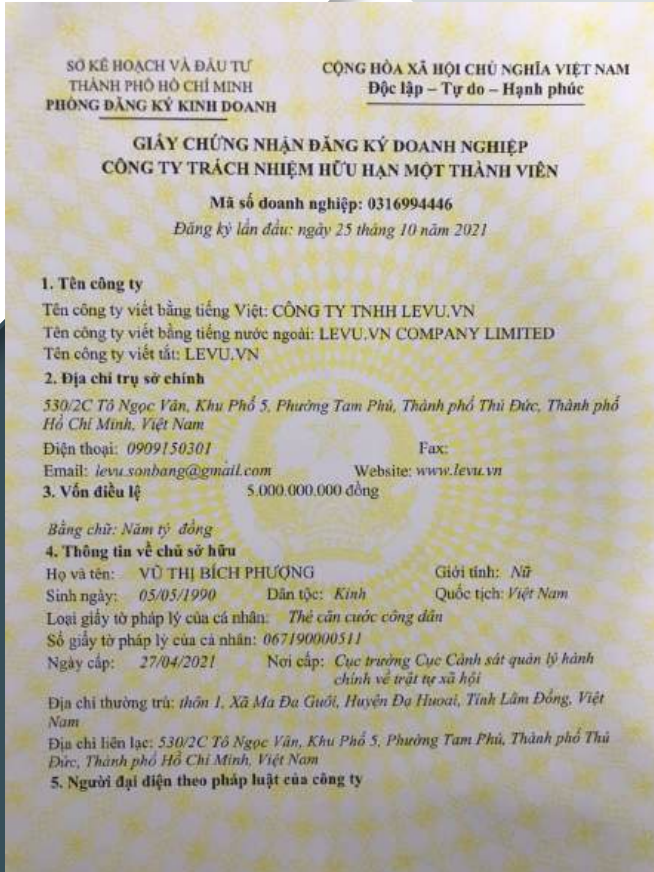 SỞ KẾ HOẠCH VÀ ĐẦU TƯ
THÀNH PHỐ HỒ CHÍ MINH
PHÒNG ĐĂNG KÝ KINH DOANH
CỘNG HÒA XÃ HỘI CHỦ NGHĨA VIỆT NAM
Độc lập – Tự do – Hạnh phúc
GIẤY CHỨNG NHẬN ĐĂNG KÝ DOANH NGHIỆP
CÔNG TY TRÁCH NHIỆM HỮU HẠN MỘT THÀNH VIÊN
Mã số doanh nghiệp: 0316994446
Đăng ký lần đầu: ngày 25 tháng 10 năm 2021
1. Tên công ty
Tên công ty viết bằng tiếng Việt: CÔNG TY TNHH LEVU.VN
Tên công ty viết bằng tiếng nước ngoài: LEVU.VN COMPANY LIMITED
Tên công ty viết tắt: LEVU.VN
2. Địa chỉ trụ sở chính
530/2C Tô Ngọc Vân, Khu Phố 5, Phường Tam Phú, Thành phố Thủ Đức, Thành phố
Hồ Chí Minh, Việt Nam
Điện thoại: 0909150301 Fax:
Email: levu.sonbang@gmail.com Website: www.levu.vn
3. Vốn điều lệ 5.000.000.000 đồng
Bằng chữ: Năm tỷ đồng
4. Thông tin về chủ sở hữu
Họ và tên: VŨ THỊ BÍCH PHƯỢNG Giới tính: Nữ
Sinh ngày: 05/05/1990 Dân tộc: Kinh Quốc tịch: Việt Nam
Loại giấy tờ pháp lý của cá nhân: Thẻ căn cước công dân
Số giấy tờ pháp lý của cá nhân: 067190000511
Ngày cấp: 27/04/2021 Nơi cấp: Cục trưởng Cục Cảnh sát quản lý hành
chính về trật tự xã hội
Địa chỉ thường trú: thôn 1, Xã Ma Đa Guôi, Huyện Đạ Huoai, Tỉnh Lâm Đồng, Việt
Nam
Địa chỉ liên lạc: 530/2C Tô Ngọc Vân, Khu Phố 5, Phường Tam Phú, Thành phố Thủ
Đức, Thành phố Hồ Chí Minh, Việt Nam
5. Người đại diện theo pháp luật của công ty